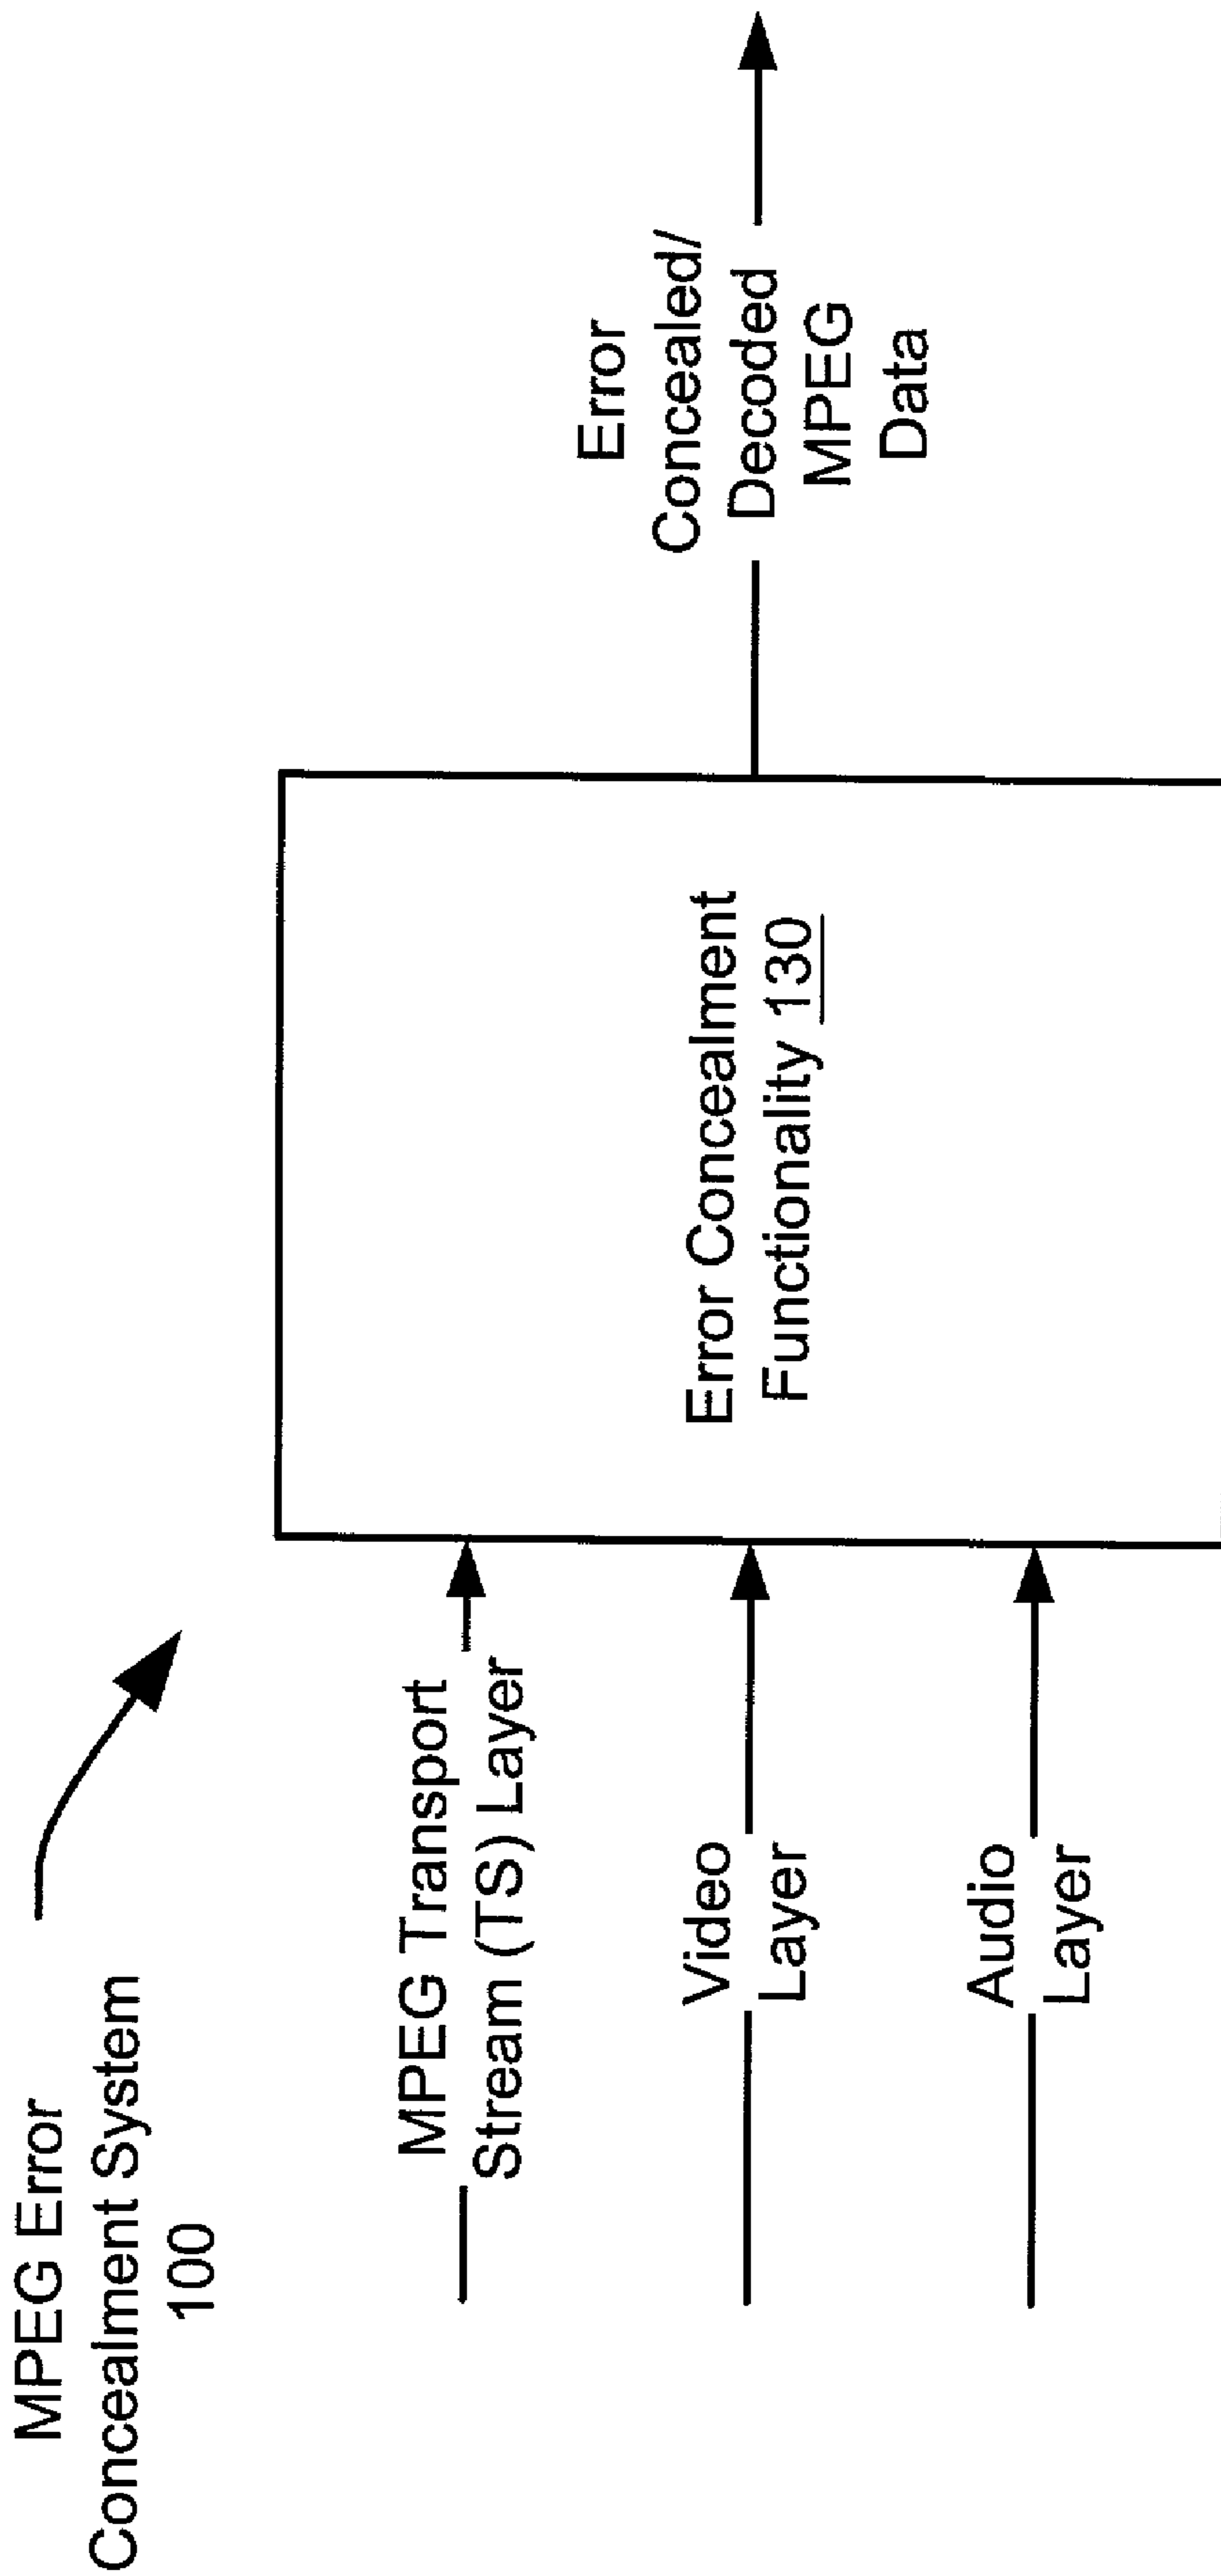 MPEG Error
Concealment System
100
MPEG Transport
Stream (TS) Layer
Video
Layer
Audio
Layer
Error Concealment
Functionality 130
Error
Concealed/
Decoded
MPEG
Data